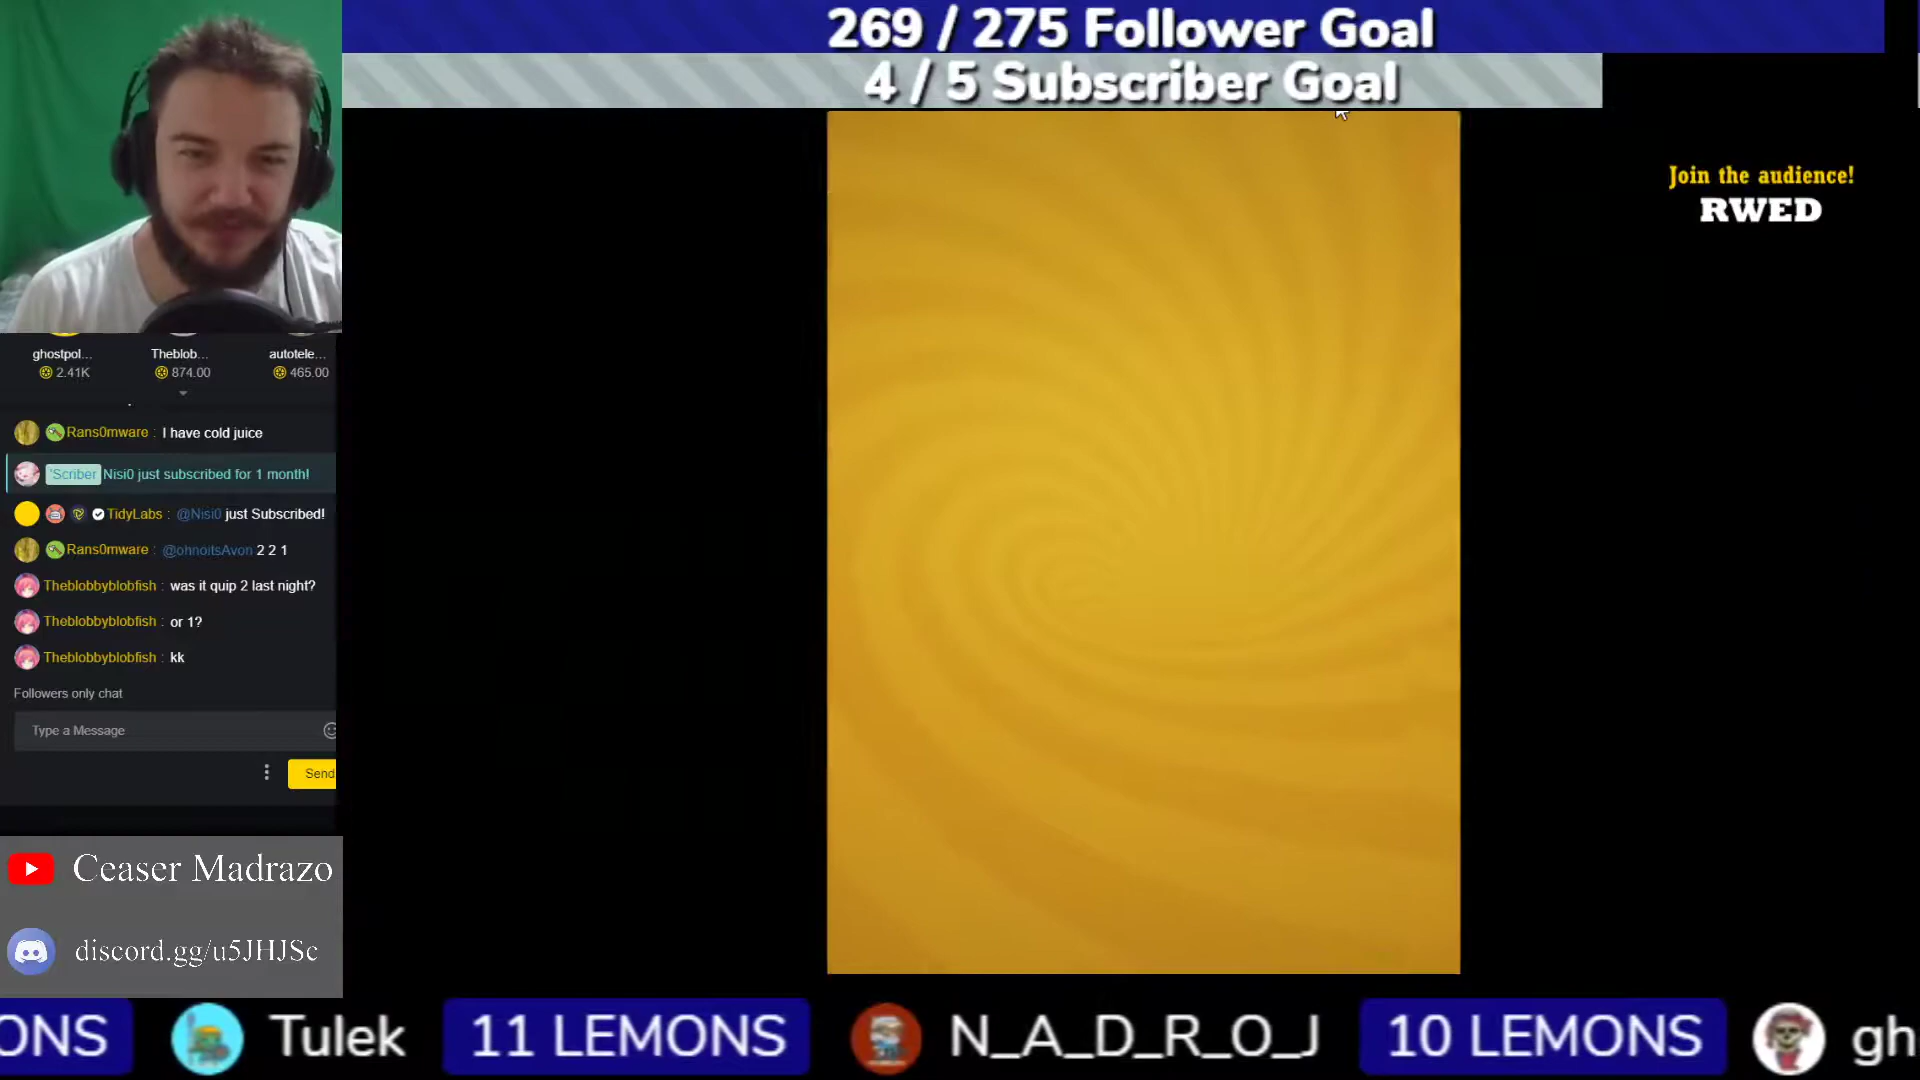 269 / 275 Follower Goal
4 / 5 Subscriber Goal
Join the audience!
RWED
ghostpol... Theblob... autotele...
2.41K 874.00 465.00
Rans0mware : I have cold juice
'Scriber Nisi0 just subscribed for 1 month!
TidyLabs : @Nisi0 just Subscribed!
Rans0mware : @ohnoitsAvon 2 2 1
Theblobbyblobfish : was it quip 2 last night?
Theblobbyblobfish : or 1?
Theblobbyblobfish : kk
Followers only chat
Type a Message
Send
Ceaser Madrazo
discord.gg/u5JHJSc
ONS Tulek 11 LEMONS N_A_D_R_O_J 10 LEMONS gh